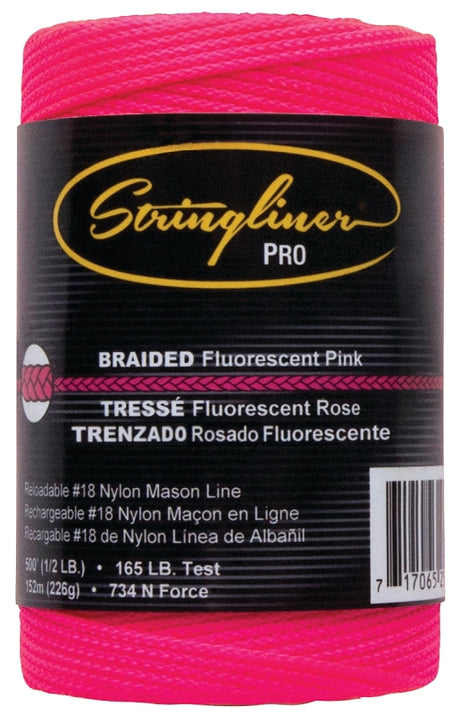 Stringliner
PRO
BRAIDED Fluorescent Pink
TRESSÉ Fluorescent Rose
TRENZADO Rosado Fluorescente
Reloadable #18 Nylon Mason Line
Rechargeable #18 Nylon Maçon en Ligne
Recargable #18 de Nylon Línea de Albañil
500' (1/2 LB.) • 165 LB. Test
152m (226g) • 734 N Force
7 17065